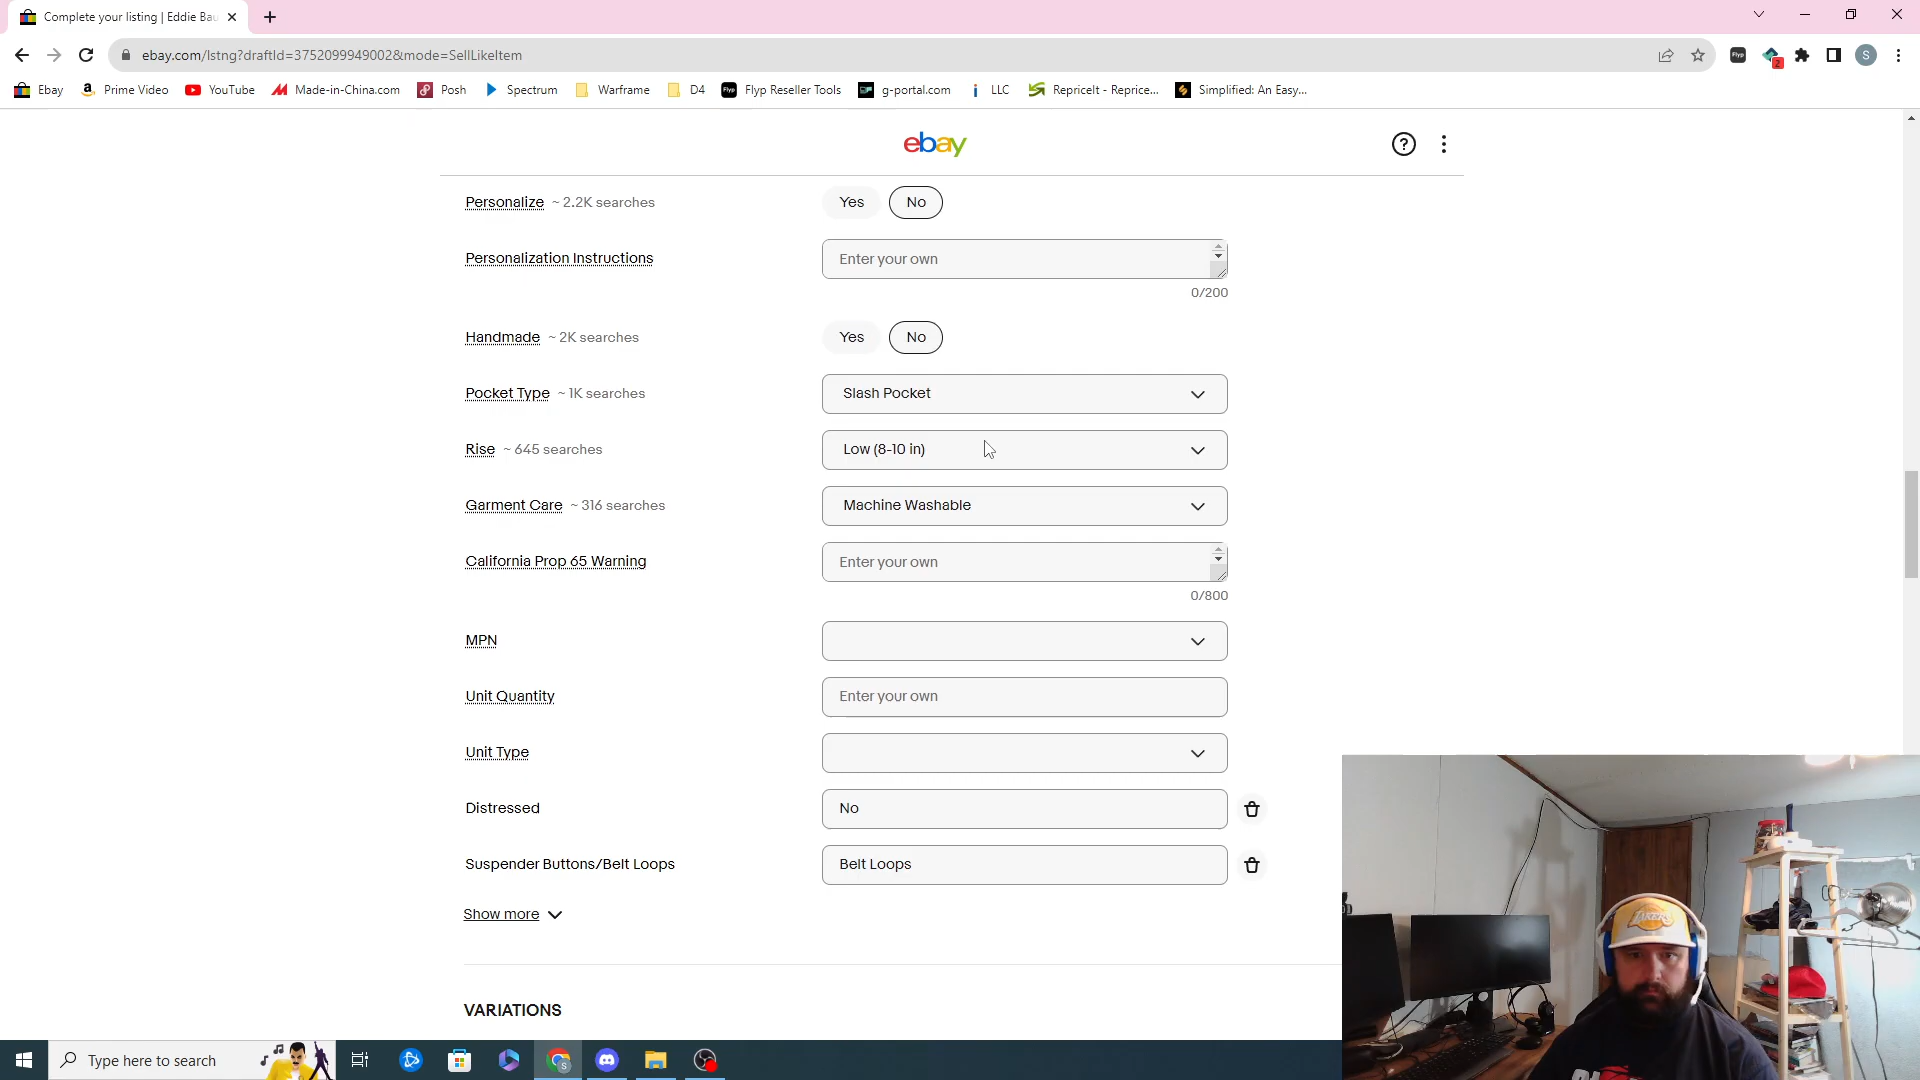 Complete your listing | Eddie Bau
ebay.com/lstng?draftId=3752099949002&mode=SellLikeItem
Flyp
2
S
Ebay
Prime Video
YouTube
Made-in-China.com
Posh
Spectrum
Warframe
D4
Flyp Reseller Tools
g-portal.com
LLC
RepriceIt - Reprice...
Simplified: An Easy...
ebay
Personalize ~ 2.2K searches
Yes
No
Personalization Instructions
Enter your own
0/200
Handmade ~ 2K searches
Yes
No
Pocket Type ~ 1K searches
Slash Pocket
Rise ~ 645 searches
Low (8-10 in)
Garment Care ~ 316 searches
Machine Washable
California Prop 65 Warning
Enter your own
0/800
MPN
Unit Quantity
Enter your own
Unit Type
Distressed
No
Suspender Buttons/Belt Loops
Belt Loops
Show more
VARIATIONS
LAKERS
Type here to search